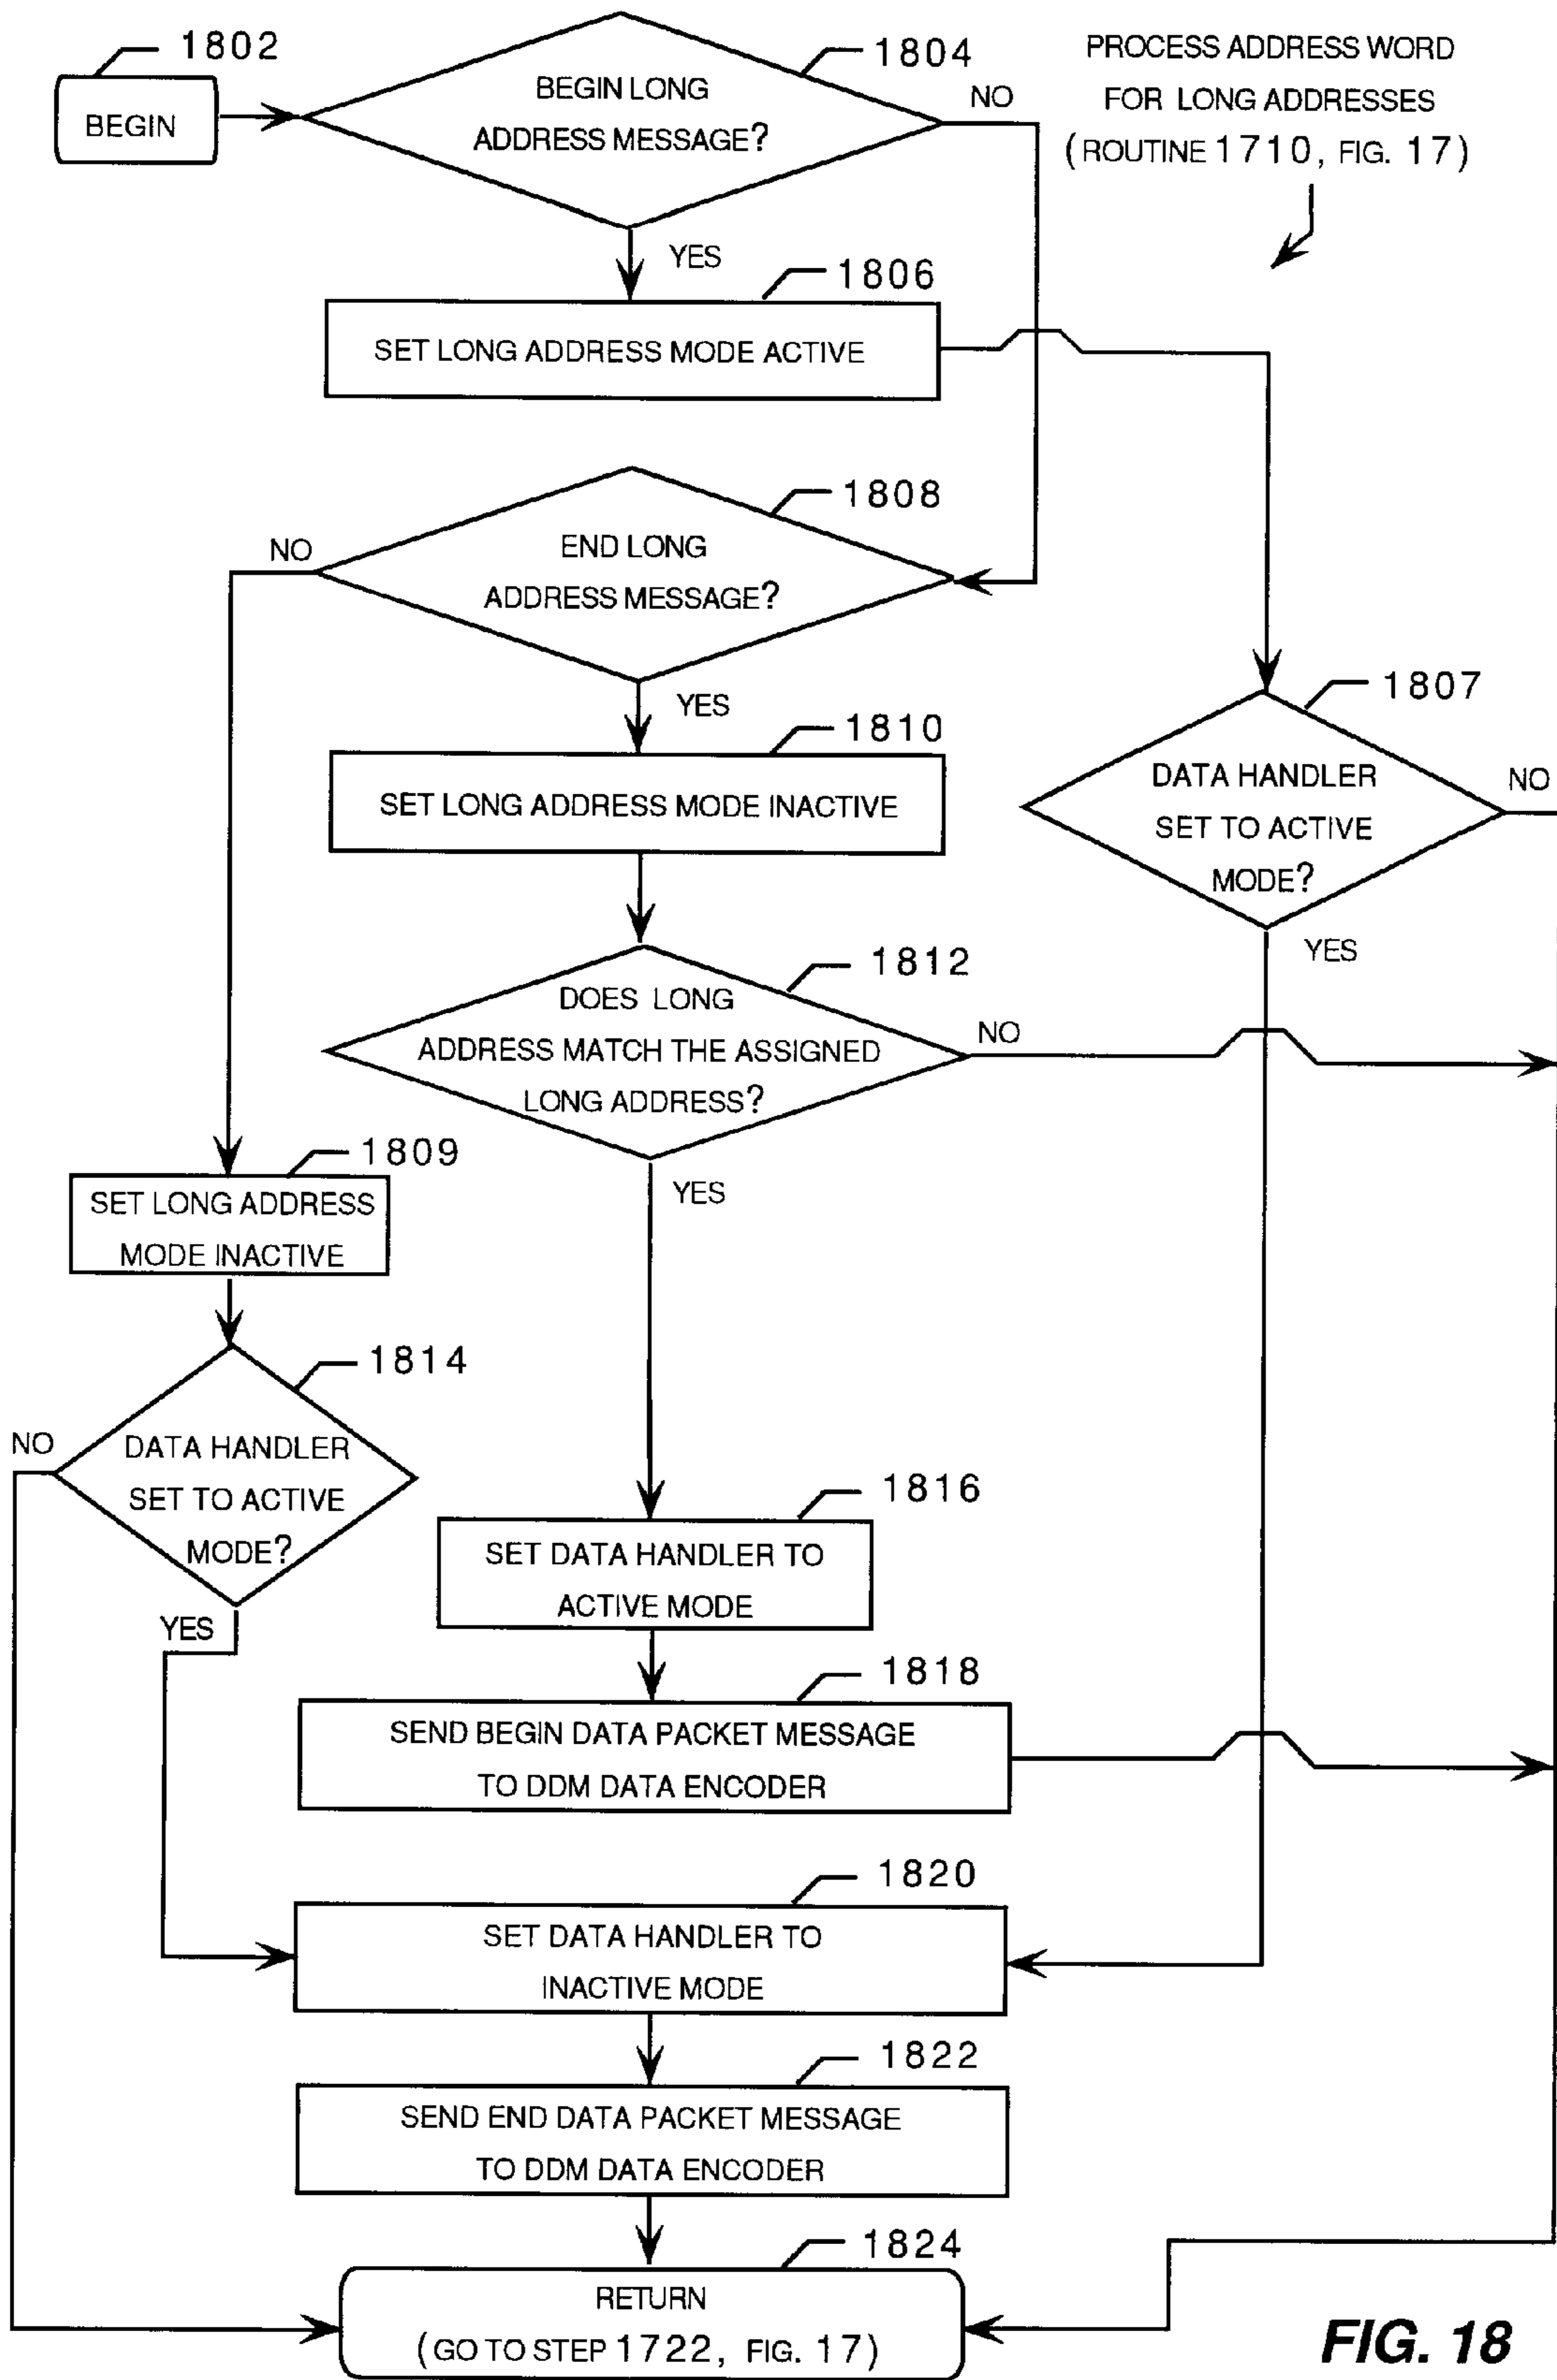 1802
BEGIN
1804
BEGIN LONG
ADDRESS MESSAGE?
NO
YES
PROCESS ADDRESS WORD
FOR LONG ADDRESSES
(ROUTINE 1710, FIG. 17)
1806
SET LONG ADDRESS MODE ACTIVE
1808
END LONG
ADDRESS MESSAGE?
NO
YES
1807
DATA HANDLER
SET TO ACTIVE
MODE?
NO
YES
1810
SET LONG ADDRESS MODE INACTIVE
1812
DOES LONG
ADDRESS MATCH THE ASSIGNED
LONG ADDRESS?
NO
YES
1809
SET LONG ADDRESS
MODE INACTIVE
1814
DATA HANDLER
SET TO ACTIVE
MODE?
NO
YES
1816
SET DATA HANDLER TO
ACTIVE MODE
1818
SEND BEGIN DATA PACKET MESSAGE
TO DDM DATA ENCODER
1820
SET DATA HANDLER TO
INACTIVE MODE
1822
SEND END DATA PACKET MESSAGE
TO DDM DATA ENCODER
1824
RETURN
(GO TO STEP 1722, FIG. 17)
FIG. 18